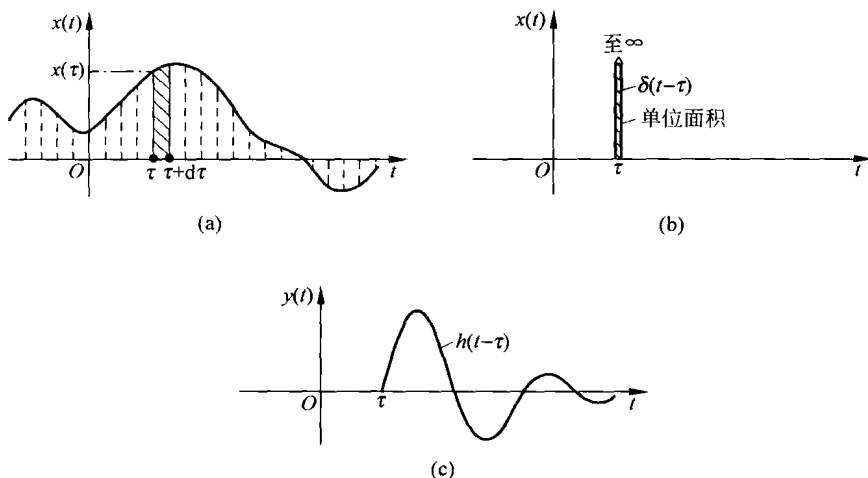 x(t)
x(τ)
O
τ
τ+dτ
t
(a)
x(t)
至∞
δ(t−τ)
单位面积
O
τ
t
(b)
y(t)
h(t−τ)
O
τ
t
(c)